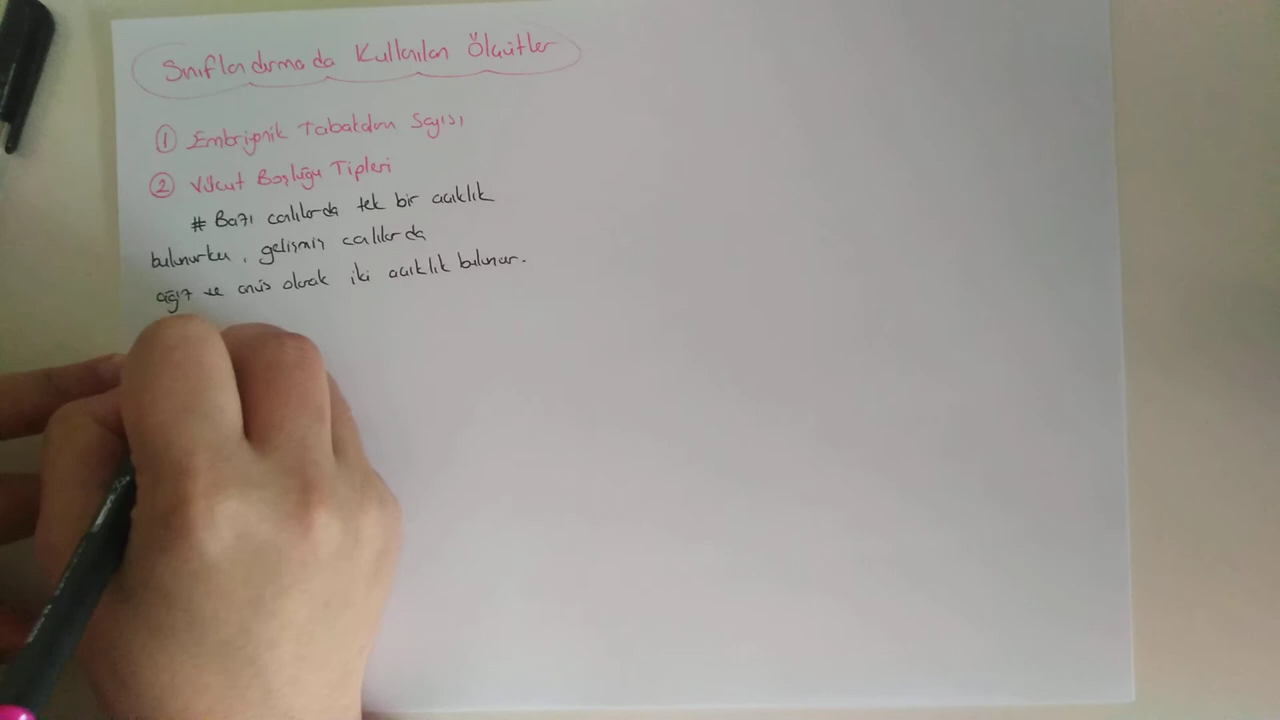 Sınıflandırmada Kullanılan Ölçütler
① Embriyonik Tabakaların Sayısı
② Vücut Boşluğu Tipleri
# Bazı canlılarda tek bir açıklık
bulunurken, gelişmiş canlılarda
ağız ve anüs olarak iki açıklık bulunur.